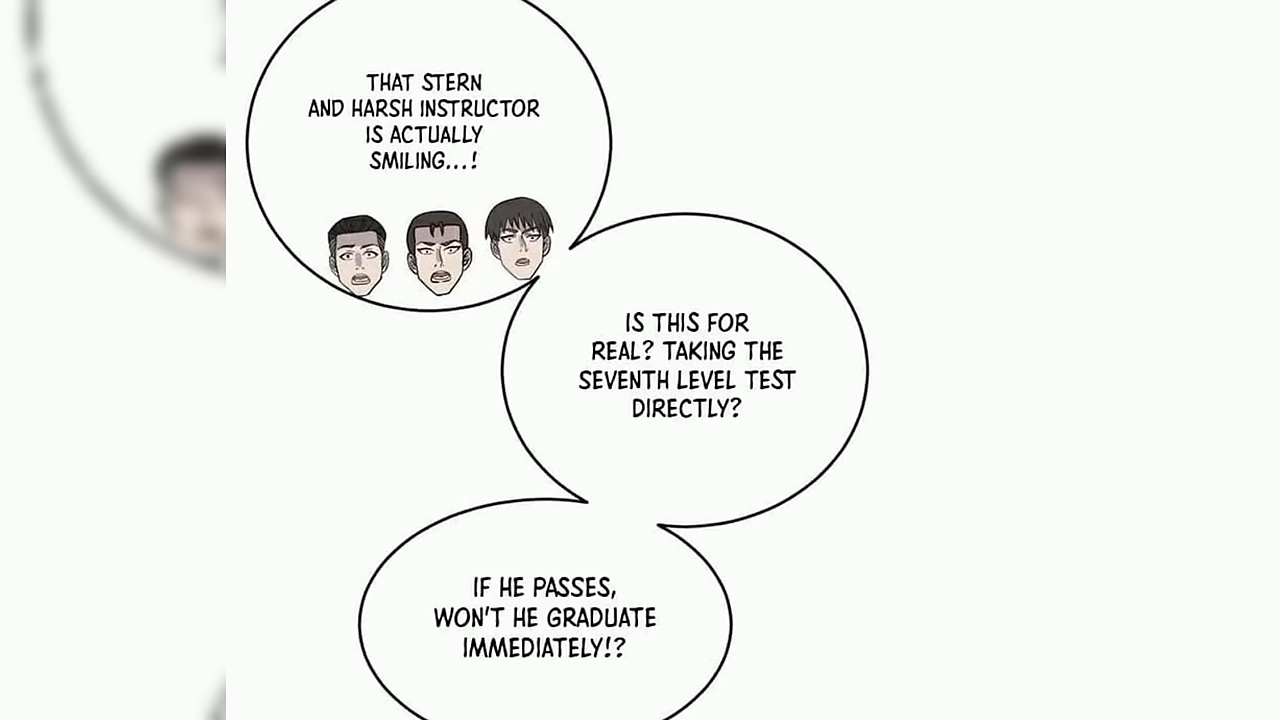 THAT STERN
AND HARSH INSTRUCTOR
IS ACTUALLY
SMILING...!
IS THIS FOR
REAL? TAKING THE
SEVENTH LEVEL TEST
DIRECTLY?
IF HE PASSES,
WON'T HE GRADUATE
IMMEDIATELY!?